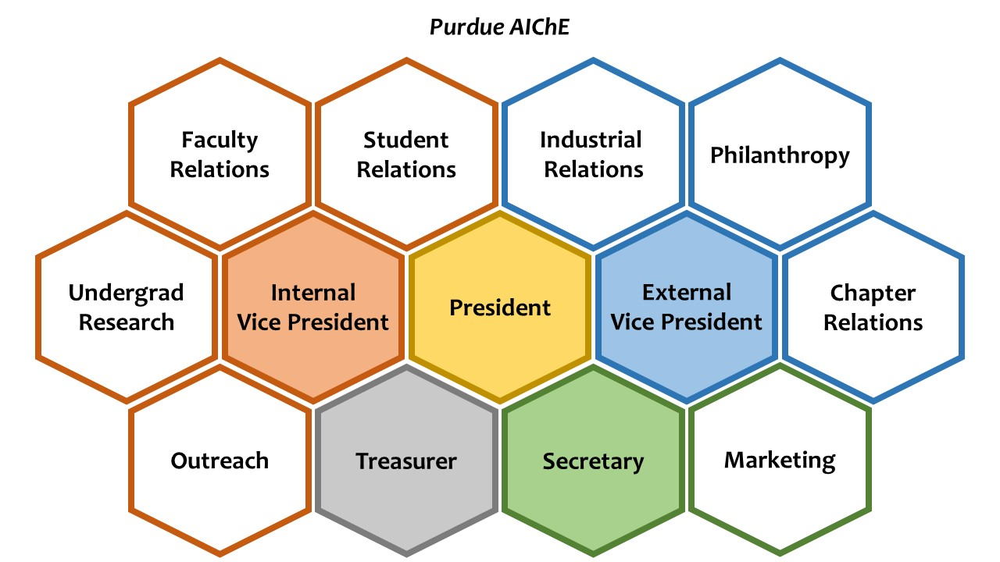 Purdue AIChE
Faculty
Relations
Student
Relations
Industrial
Relations
Philanthropy
Undergrad
Research
Internal
Vice President
President
External
Vice President
Chapter
Relations
Outreach
Treasurer
Secretary
Marketing